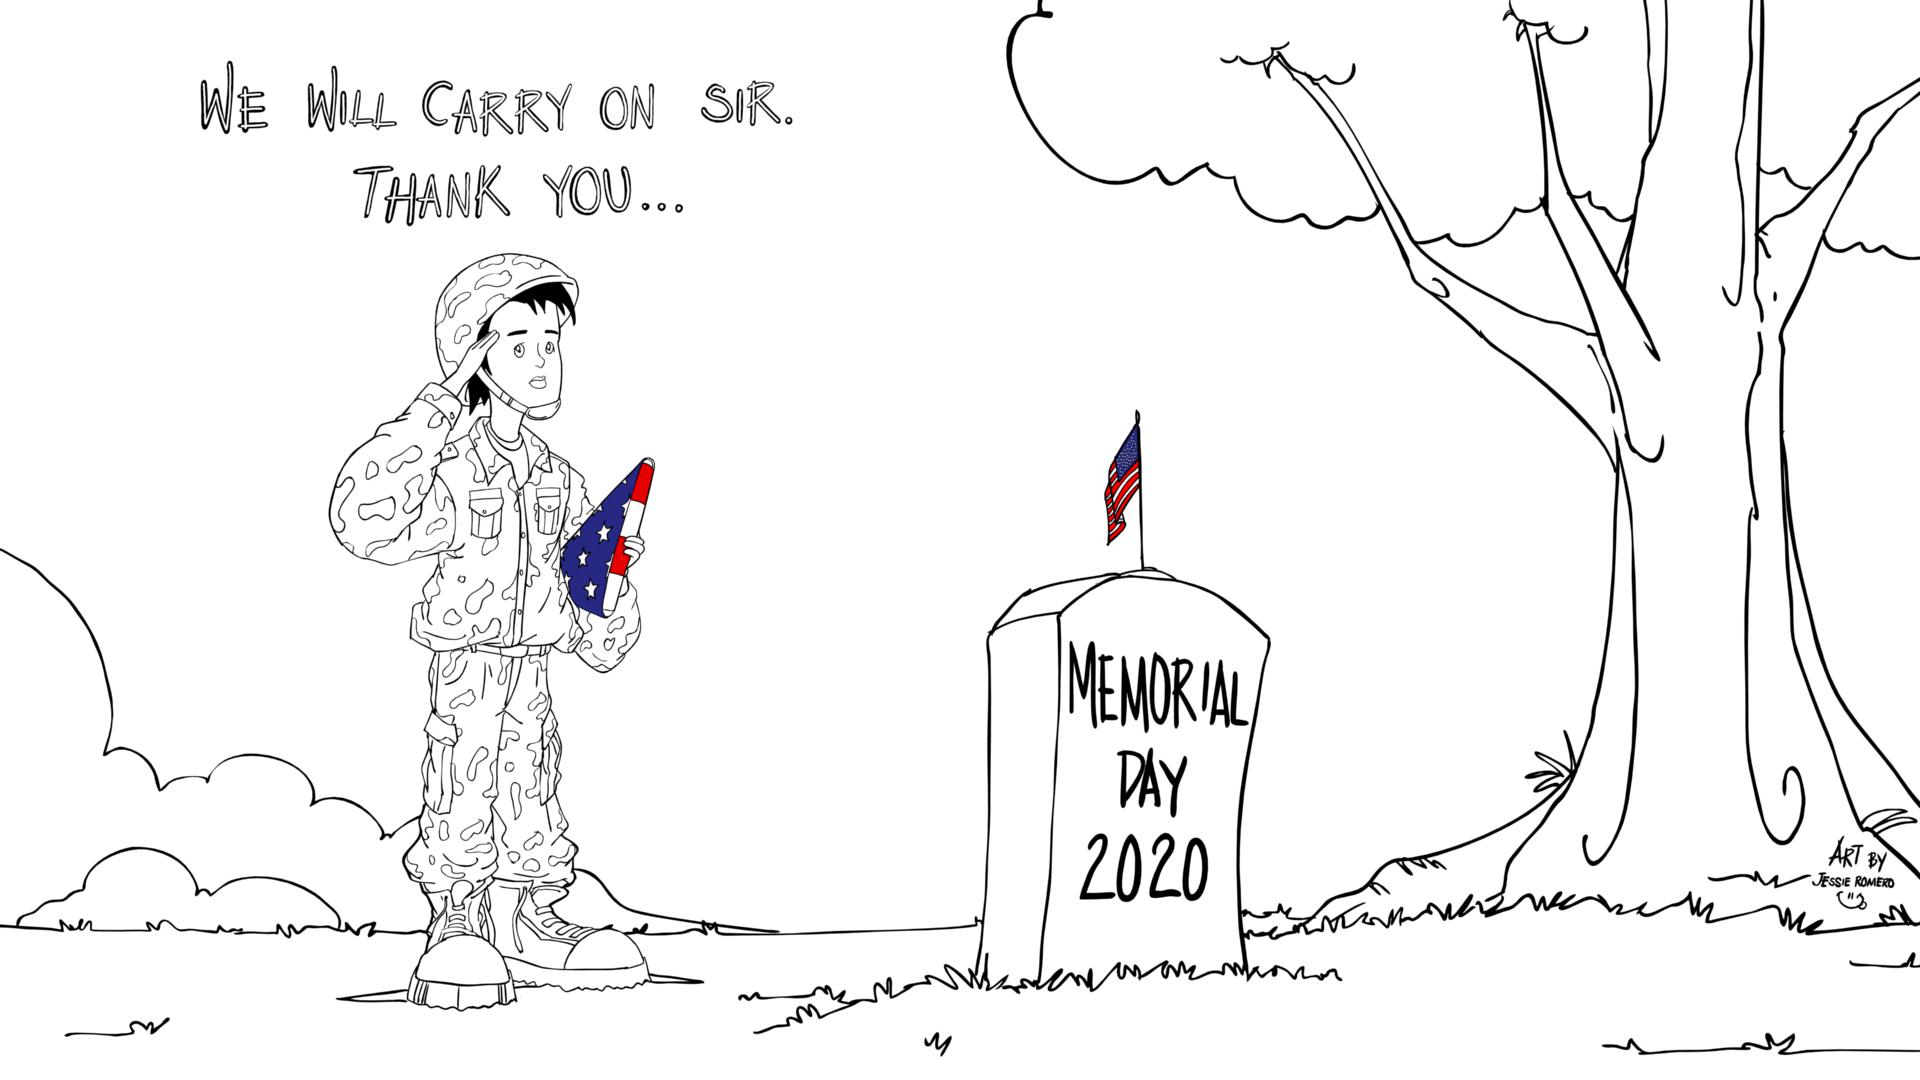 WE WILL CARRY ON SIR.
THANK YOU...
MEMORIAL
DAY
2020
ART BY
JESSIE ROMERO